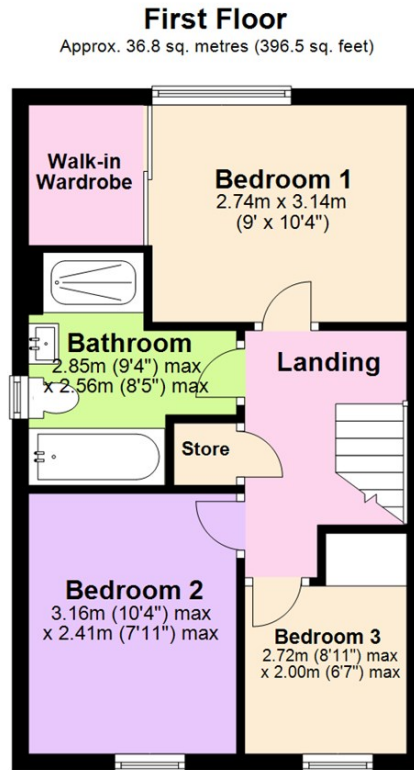 First Floor
Approx. 36.8 sq. metres (396.5 sq. feet)
Walk-in
Wardrobe
Bedroom 1
2.74m x 3.14m
(9' x 10'4")
Bathroom
2.85m (9'4") max
x 2.56m (8'5") max
Landing
Store
Bedroom 2
3.16m (10'4") max
x 2.41m (7'11") max
Bedroom 3
2.72m (8'11") max
x 2.00m (6'7") max